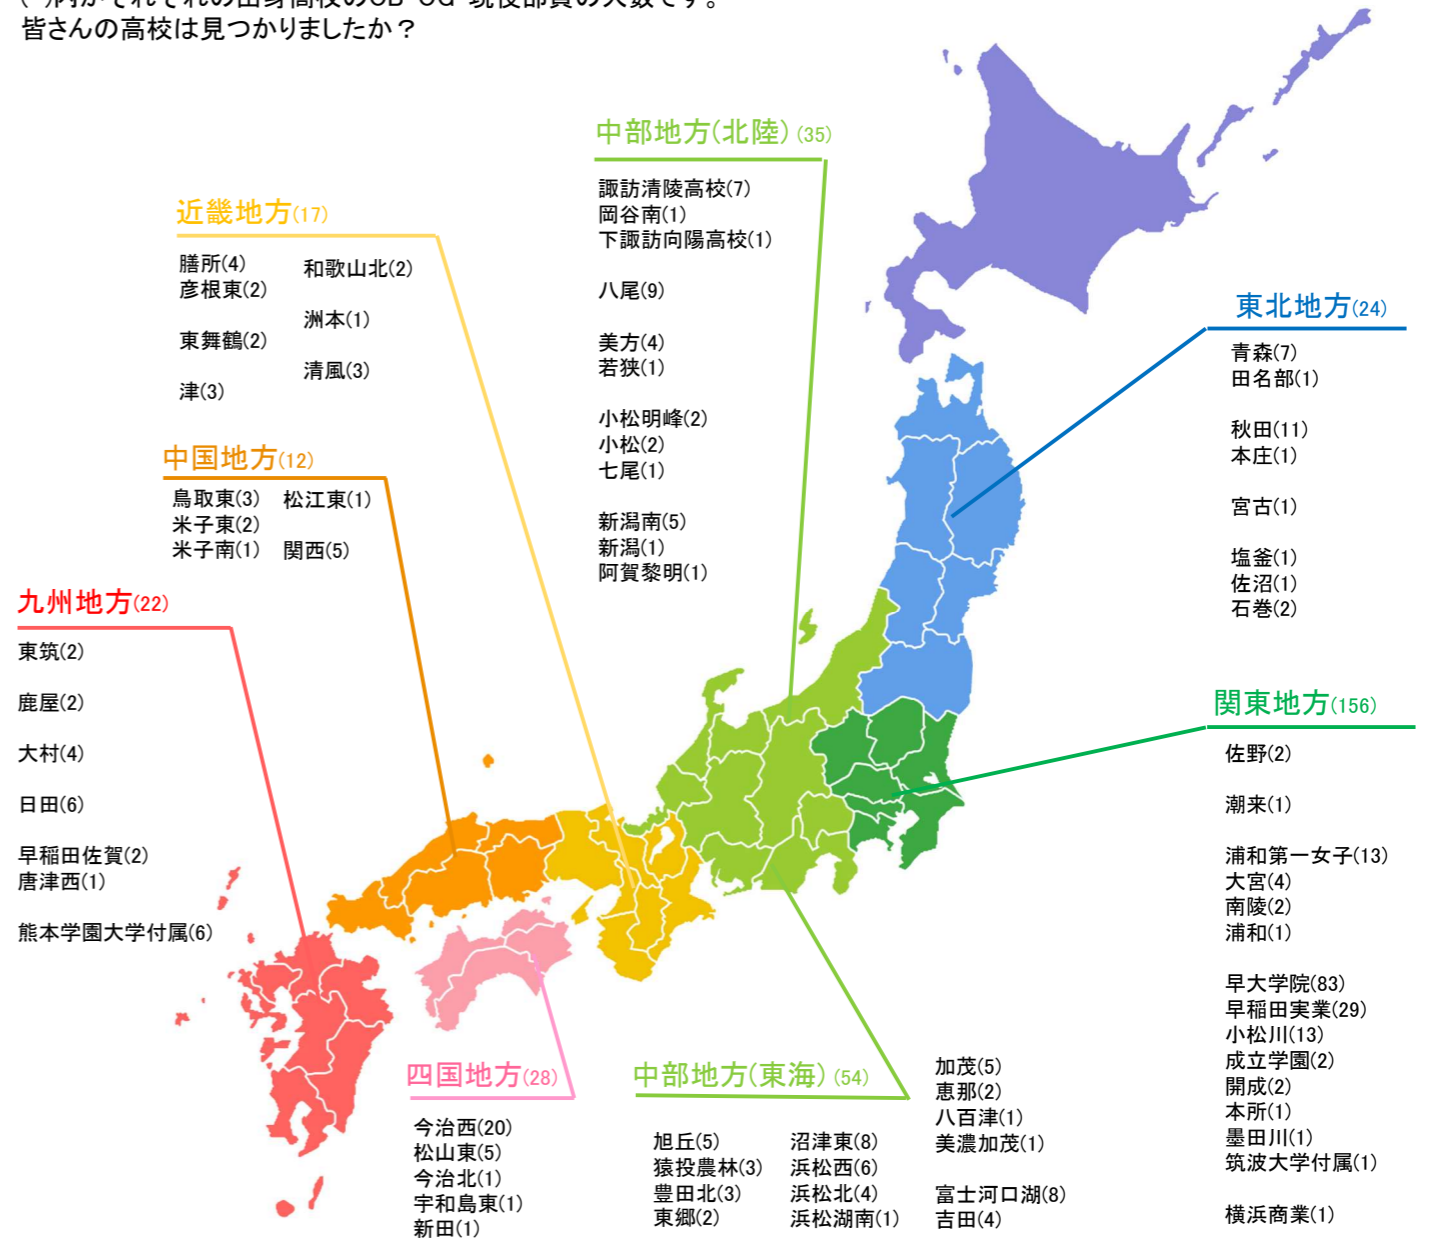 皆さんの高校は見つかりましたか？
中部地方(北陸) (35)
諏訪清陵高校(7)
岡谷南(1)
下諏訪向陽高校(1)
八尾(9)
美方(4)
若狭(1)
小松明峰(2)
小松(2)
七尾(1)
新潟南(5)
新潟(1)
阿賀黎明(1)
近畿地方(17)
膳所(4)
彦根東(2)
東舞鶴(2)
津(3)
和歌山北(2)
洲本(1)
清風(3)
東北地方(24)
青森(7)
田名部(1)
秋田(11)
本庄(1)
宮古(1)
塩釜(1)
佐沼(1)
石巻(2)
中国地方(12)
鳥取東(3)
米子東(2)
米子南(1)
松江東(1)
関西(5)
九州地方(22)
東筑(2)
鹿屋(2)
大村(4)
日田(6)
早稲田佐賀(2)
唐津西(1)
熊本学園大学付属(6)
関東地方(156)
佐野(2)
潮来(1)
浦和第一女子(13)
大宮(4)
南陵(2)
浦和(1)
早大学院(83)
早稲田実業(29)
小松川(13)
成立学園(2)
開成(2)
本所(1)
墨田川(1)
筑波大学付属(1)
横浜商業(1)
四国地方(28)
今治西(20)
松山東(5)
今治北(1)
宇和島東(1)
新田(1)
中部地方(東海) (54)
旭丘(5)
猿投農林(3)
豊田北(3)
東郷(2)
沼津東(8)
浜松西(6)
浜松北(4)
浜松湖南(1)
加茂(5)
恵那(2)
八百津(1)
美濃加茂(1)
富士河口湖(8)
吉田(4)